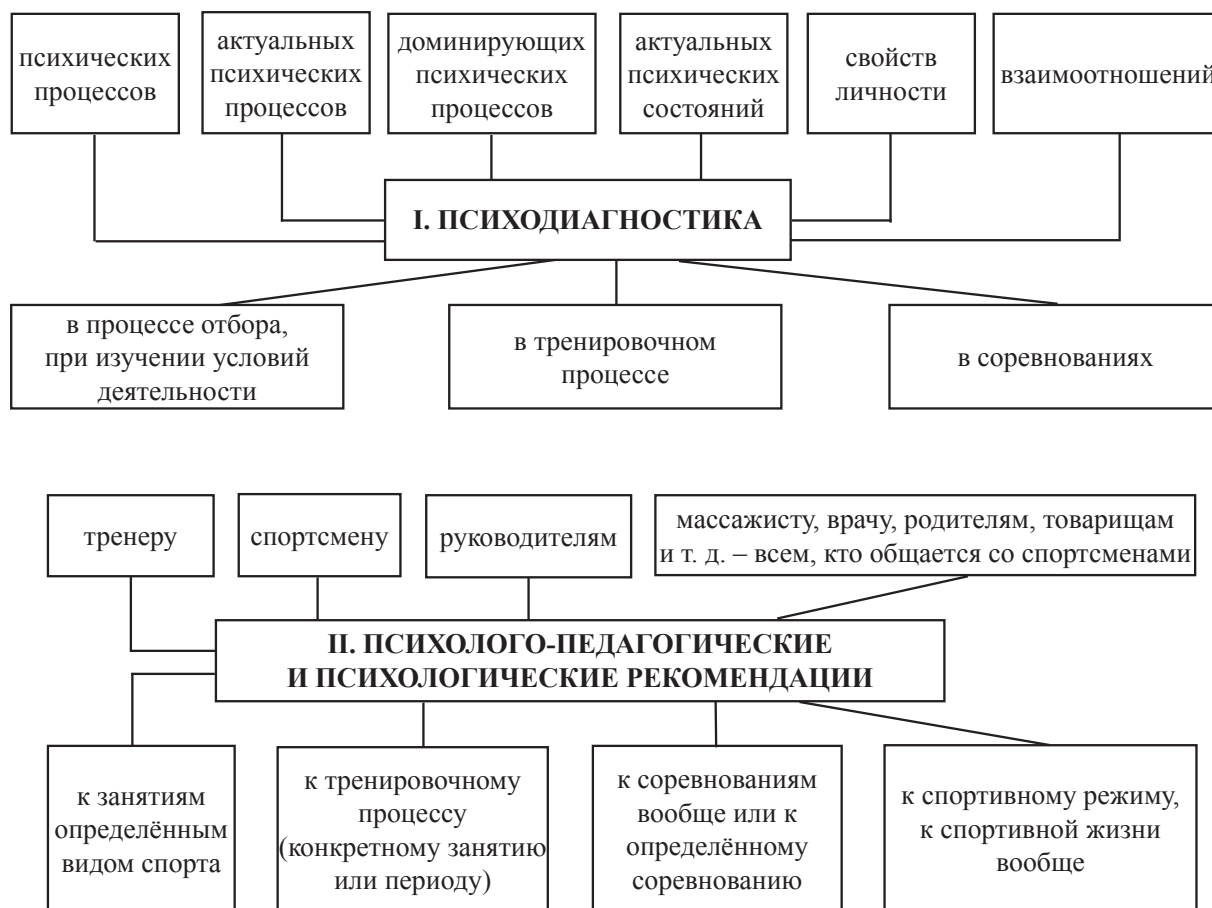 психических
процессов
актуальных
психических
процессов
доминирующих
психических
процессов
актуальных
психических
состояний
свойств
личности
взаимоотношений
I. ПСИХОДИАГНОСТИКА
в процессе отбора,
при изучении условий
деятельности
в тренировочном
процессе
в соревнованиях
тренеру
спортсмену
руководителям
массажисту, врачу, родителям, товарищам
и т. д. – всем, кто общается со спортсменами
II. ПСИХОЛОГО-ПЕДАГОГИЧЕСКИЕ
И ПСИХОЛОГИЧЕСКИЕ РЕКОМЕНДАЦИИ
к занятиям
определённым
видом спорта
к тренировочному
процессу
(конкретному занятию
или периоду)
к соревнованиям
вообще или к
определённому
соревнованию
к спортивному режиму,
к спортивной жизни
вообще